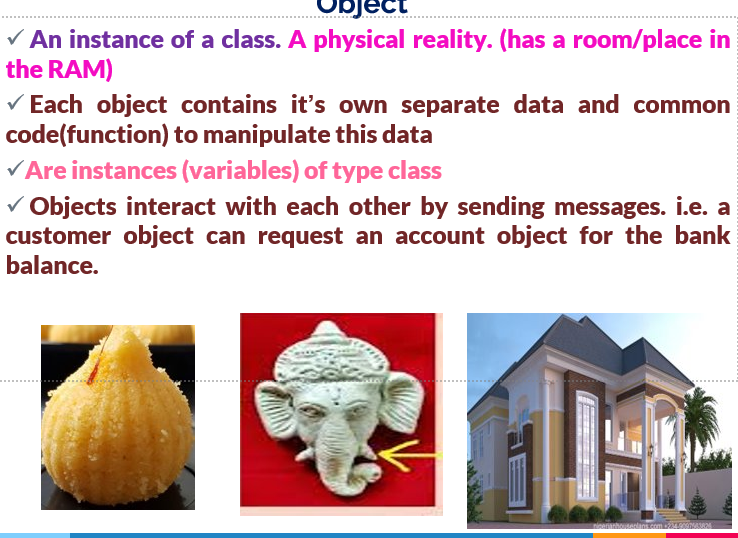 Object
✓ An instance of a class. A physical reality. (has a room/place in
the RAM)
✓ Each object contains it’s own separate data and common
code(function) to manipulate this data
✓ Are instances (variables) of type class
✓ Objects interact with each other by sending messages. i.e. a
customer object can request an account object for the bank
balance.
nigerianhouseplans.com +234-8097563626